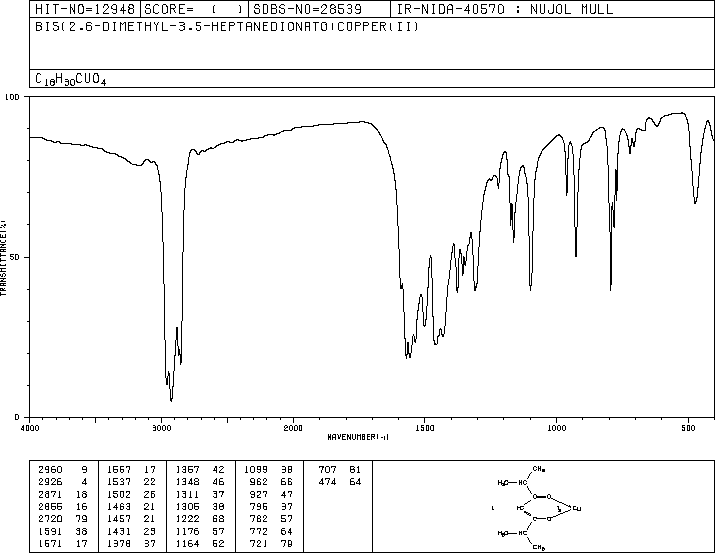 HIT-NO=12948 SCORE= ( ) SDBS-NO=28539 IR-NIDA-40570 : NUJOL MULL
BIS(2,6-DIMETHYL-3,5-HEPTANEDIONATO)COPPER(II)
C18H30CUO4
100
50
0
TRANSMITTANCE(%)
4000 3000 2000 1500 1000 500
WAVENUMBER(-1)
2960 9 1557 17 1357 42 1099 38 707 81
2926 4 1537 22 1348 46 962 66 474 64
2871 18 1502 26 1311 37 927 47
2855 16 1463 21 1305 38 796 37
2720 79 1457 21 1222 68 782 57
1591 38 1431 23 1176 57 772 64
1571 17 1378 37 1164 52 721 79
CH3
H3C HC
C O
HC Cu
C O
H3C HC
CH3